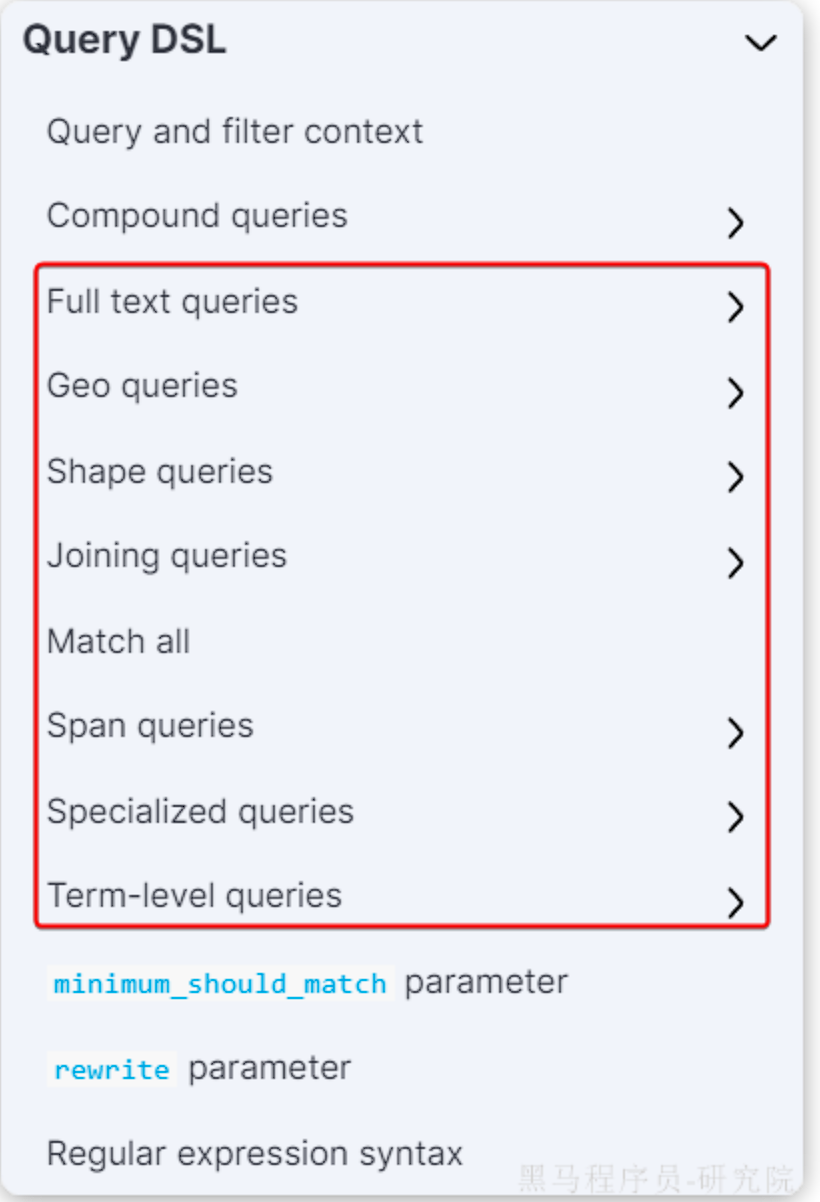 Query DSL
Query and filter context
Compound queries
Full text queries
Geo queries
Shape queries
Joining queries
Match all
Span queries
Specialized queries
Term-level queries
minimum_should_match parameter
rewrite parameter
Regular expression syntax
黑马程序员-研究院